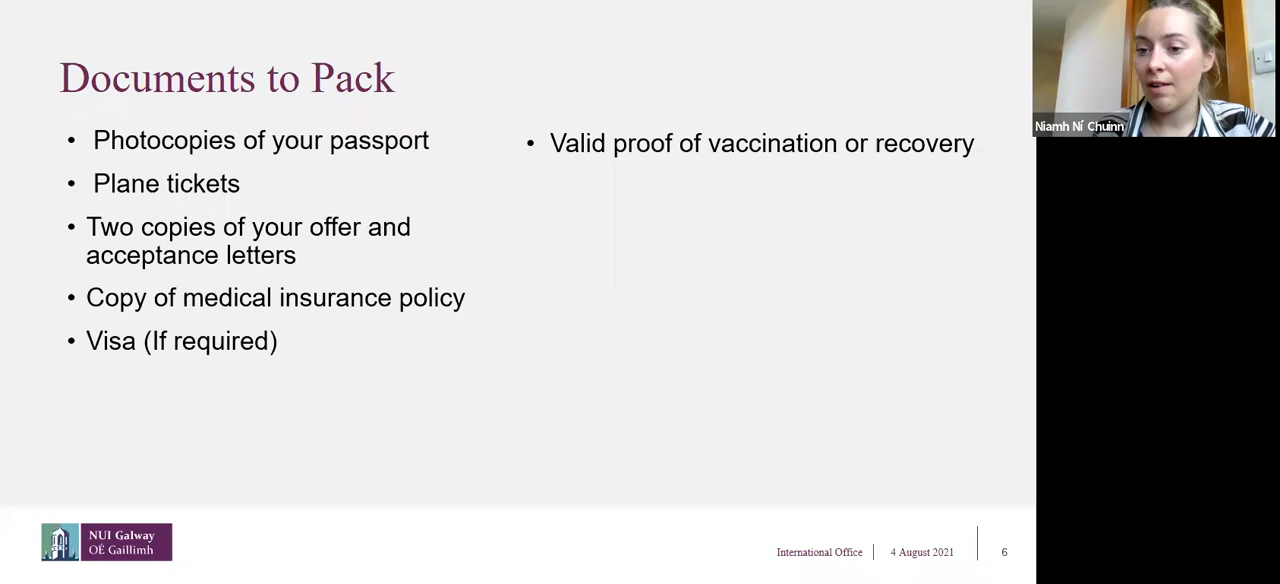 Documents to Pack
• Photocopies of your passport
• Plane tickets
• Two copies of your offer and
acceptance letters
• Copy of medical insurance policy
• Visa (If required)
• Valid proof of vaccination or recovery
Niamh Ní Chuinn
NUI Galway
OÉ Gaillimh
International Office
4 August 2021
6